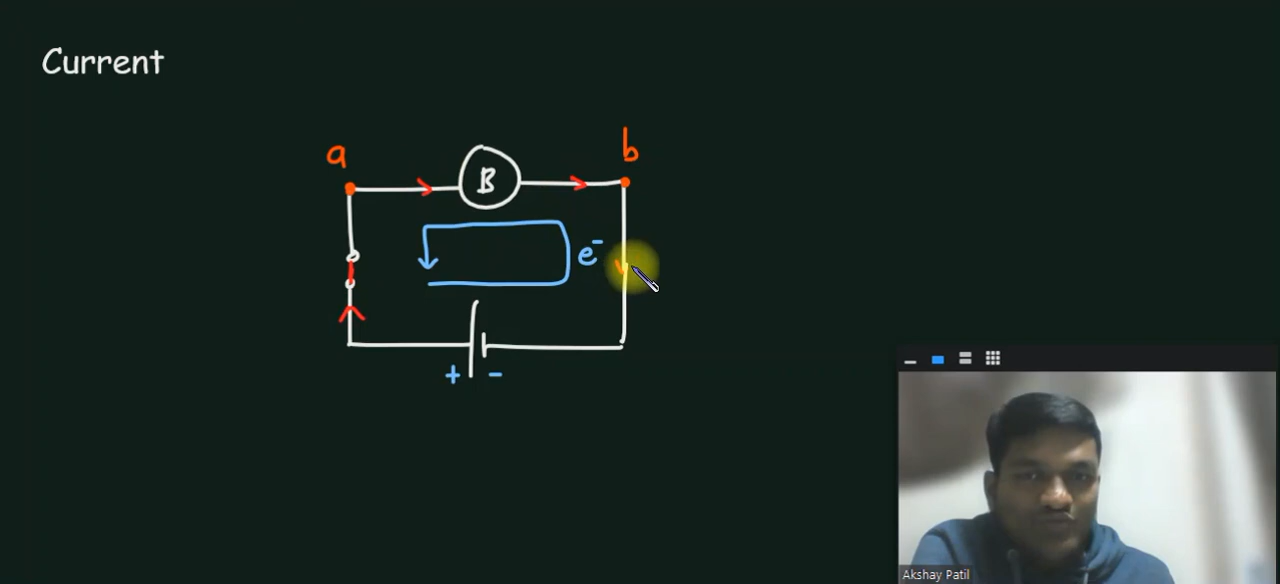 Current
a
b
B
e⁻
+ -
Akshay Patil